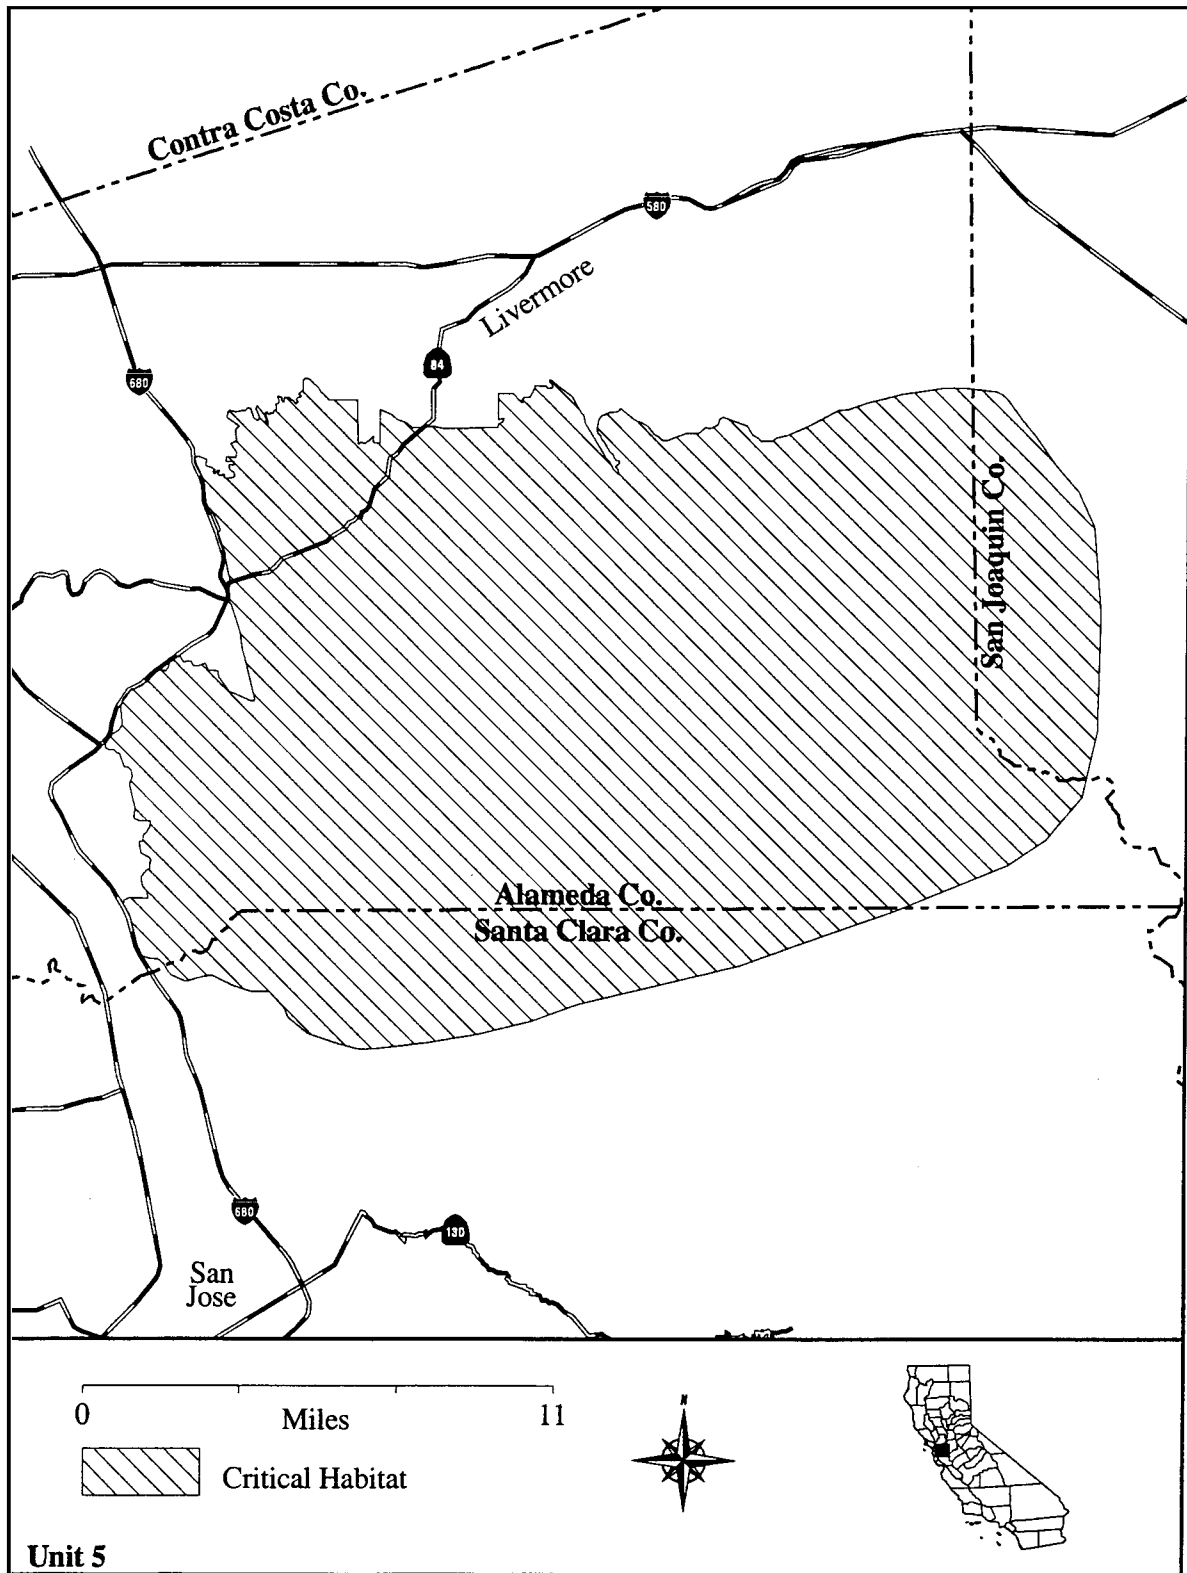 Contra Costa Co.
580
Livermore
84
680
San Joaquin Co.
Alameda Co.
Santa Clara Co.
680
130
San
Jose
0
Miles
11
N
Critical Habitat
Unit 5